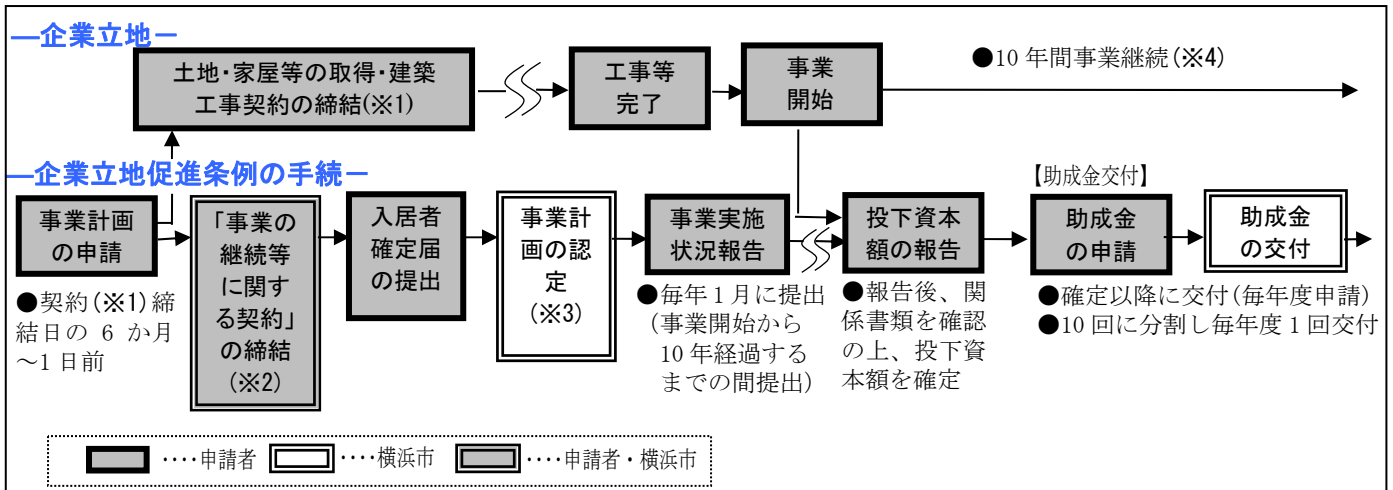 ―企業立地－
土地・家屋等の取得・建築
工事契約の締結(※1)
工事等
完了
事業
開始
●10 年間事業継続(※4)
―企業立地促進条例の手続－
事業計画
の申請
「事業の
継続等
に関す
る契約」
の締結
(※2)
入居者
確定届
の提出
事業計
画の認
定
(※3)
事業実施
状況報告
投下資本
額の報告
【助成金交付】
助成金
の申請
助成金
の交付
●契約(※1)締
結日の 6 か月
～1 日前
●毎年 1 月に提出
（事業開始から
10 年経過する
までの間提出）
●報告後、関
係書類を確認
の上、投下資
本額を確定
●確定以降に交付(毎年度申請)
●10 回に分割し毎年度 1 回交付
‥‥申請者 ‥‥横浜市 ‥‥申請者・横浜市